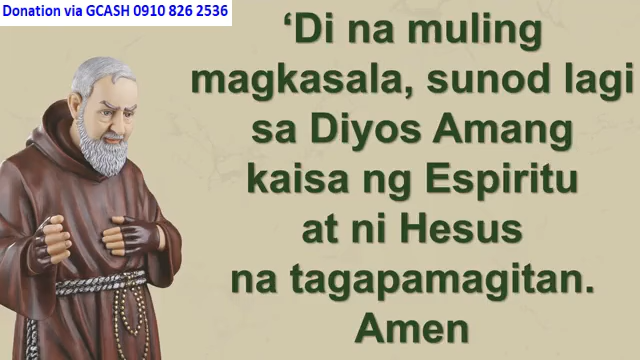 Donation via GCASH 0910 826 2536
‘Di na muling
magkasala, sunod lagi
sa Diyos Amang
kaisa ng Espiritu
at ni Hesus
na tagapamagitan.
Amen